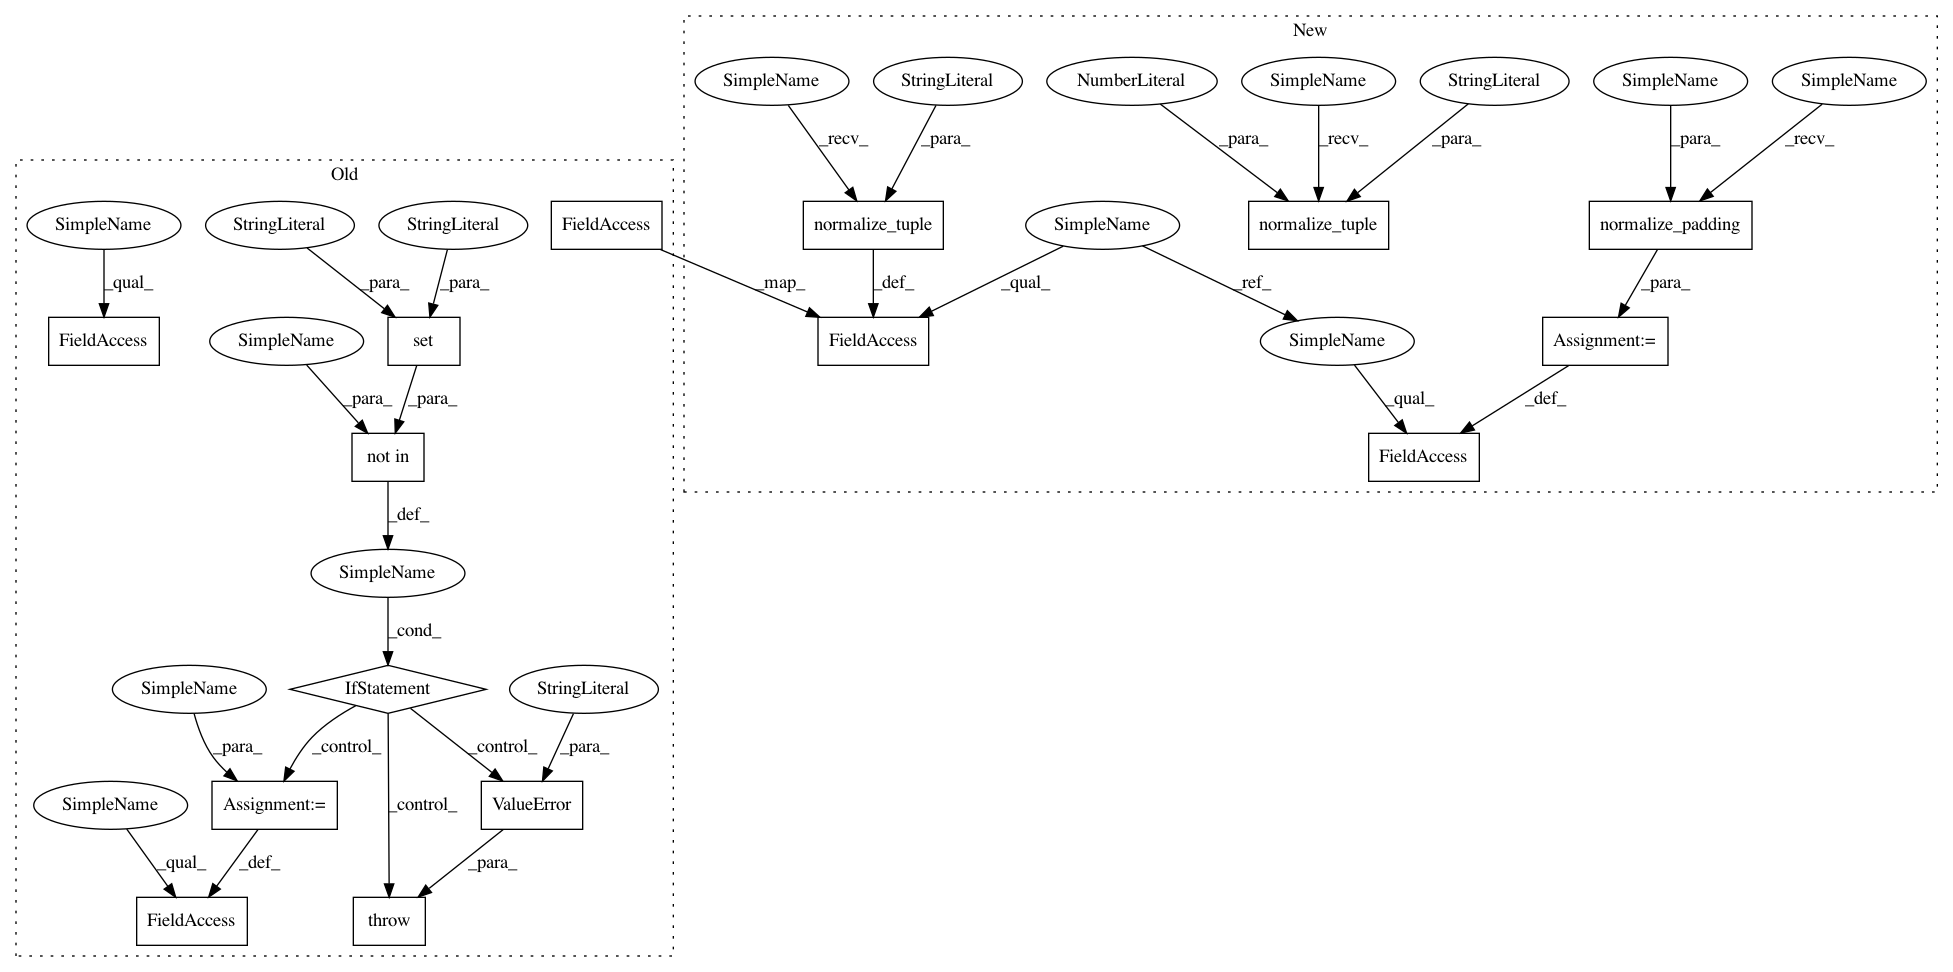 New
SimpleName StringLiteral NumberLiteral SimpleName StringLiteral SimpleName SimpleName
_recv_ _para_ _para_ _recv_ _para_ _para_ _recv_
Old
SimpleName StringLiteral StringLiteral FieldAccess normalize_tuple SimpleName normalize_tuple normalize_padding
_qual_ _para_ _para_ _map_ _def_ _qual_ _ref_ _para_
FieldAccess SimpleName set FieldAccess SimpleName Assignment:=
_para_ _para_ _qual_ _def_
not in FieldAccess
_def_
SimpleName
_cond_
SimpleName IfStatement StringLiteral
_para_ _control_ _control_ _para_
SimpleName Assignment:= _control_ ValueError
_qual_ _def_ _para_
FieldAccess throw